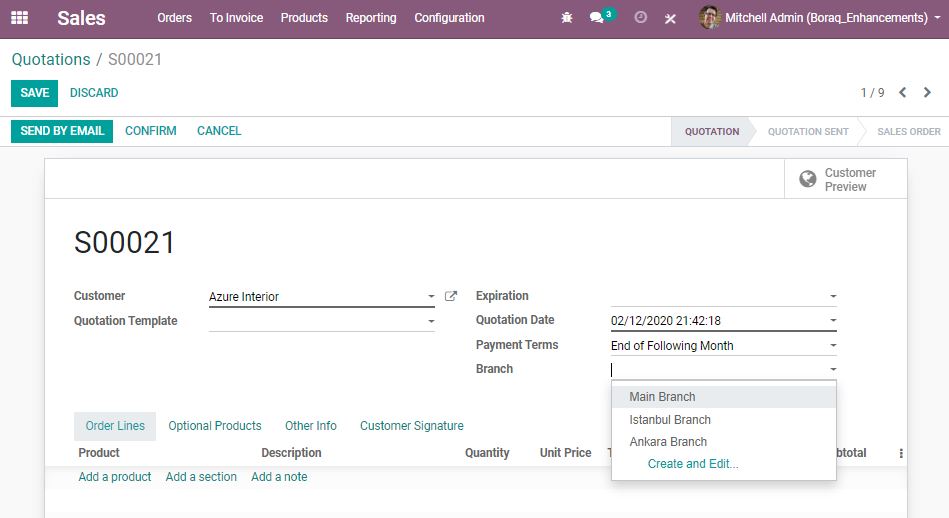 Sales Orders To Invoice Products Reporting Configuration 3 Mitchell Admin (Boraq_Enhancements)
Quotations / S00021
SAVE DISCARD 1 / 9
SEND BY EMAIL CONFIRM CANCEL QUOTATION QUOTATION SENT SALES ORDER
Customer
Preview
S00021
Customer Azure Interior Expiration
Quotation Template Quotation Date 02/12/2020 21:42:18
Payment Terms End of Following Month
Branch
Main Branch
Istanbul Branch
Ankara Branch
Create and Edit...
Order Lines Optional Products Other Info Customer Signature
Product Description Quantity Unit Price
Add a product Add a section Add a note